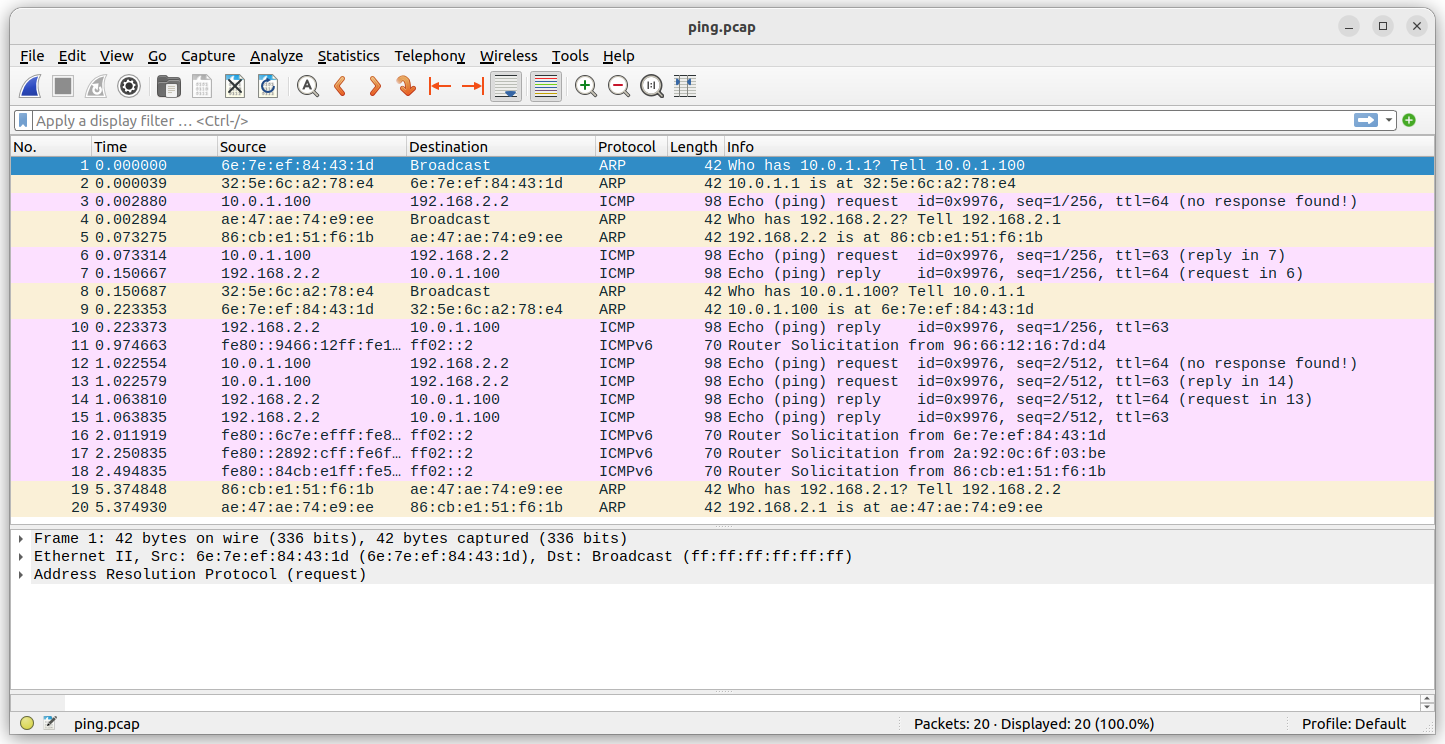 ping.pcap
File Edit View Go Capture Analyze Statistics Telephony Wireless Tools Help
Apply a display filter … <Ctrl-/>
No. Time Source Destination Protocol Length Info
1 0.000000 6e:7e:ef:84:43:1d Broadcast ARP 42 Who has 10.0.1.1? Tell 10.0.1.100
2 0.000039 32:5e:6c:a2:78:e4 6e:7e:ef:84:43:1d ARP 42 10.0.1.1 is at 32:5e:6c:a2:78:e4
3 0.002880 10.0.1.100 192.168.2.2 ICMP 98 Echo (ping) request id=0x9976, seq=1/256, ttl=64 (no response found!)
4 0.002894 ae:47:ae:74:e9:ee Broadcast ARP 42 Who has 192.168.2.2? Tell 192.168.2.1
5 0.073275 86:cb:e1:51:f6:1b ae:47:ae:74:e9:ee ARP 42 192.168.2.2 is at 86:cb:e1:51:f6:1b
6 0.073314 10.0.1.100 192.168.2.2 ICMP 98 Echo (ping) request id=0x9976, seq=1/256, ttl=63 (reply in 7)
7 0.150667 192.168.2.2 10.0.1.100 ICMP 98 Echo (ping) reply id=0x9976, seq=1/256, ttl=64 (request in 6)
8 0.150687 32:5e:6c:a2:78:e4 Broadcast ARP 42 Who has 10.0.1.100? Tell 10.0.1.1
9 0.223353 6e:7e:ef:84:43:1d 32:5e:6c:a2:78:e4 ARP 42 10.0.1.100 is at 6e:7e:ef:84:43:1d
10 0.223373 192.168.2.2 10.0.1.100 ICMP 98 Echo (ping) reply id=0x9976, seq=1/256, ttl=63
11 0.974663 fe80::9466:12ff:fe1… ff02::2 ICMPv6 70 Router Solicitation from 96:66:12:16:7d:d4
12 1.022554 10.0.1.100 192.168.2.2 ICMP 98 Echo (ping) request id=0x9976, seq=2/512, ttl=64 (no response found!)
13 1.022579 10.0.1.100 192.168.2.2 ICMP 98 Echo (ping) request id=0x9976, seq=2/512, ttl=63 (reply in 14)
14 1.063810 192.168.2.2 10.0.1.100 ICMP 98 Echo (ping) reply id=0x9976, seq=2/512, ttl=64 (request in 13)
15 1.063835 192.168.2.2 10.0.1.100 ICMP 98 Echo (ping) reply id=0x9976, seq=2/512, ttl=63
16 2.011919 fe80::6c7e:efff:fe8… ff02::2 ICMPv6 70 Router Solicitation from 6e:7e:ef:84:43:1d
17 2.250835 fe80::2892:cff:fe6f… ff02::2 ICMPv6 70 Router Solicitation from 2a:92:0c:6f:03:be
18 2.494835 fe80::84cb:e1ff:fe5… ff02::2 ICMPv6 70 Router Solicitation from 86:cb:e1:51:f6:1b
19 5.374848 86:cb:e1:51:f6:1b ae:47:ae:74:e9:ee ARP 42 Who has 192.168.2.1? Tell 192.168.2.2
20 5.374930 ae:47:ae:74:e9:ee 86:cb:e1:51:f6:1b ARP 42 192.168.2.1 is at ae:47:ae:74:e9:ee
Frame 1: 42 bytes on wire (336 bits), 42 bytes captured (336 bits)
Ethernet II, Src: 6e:7e:ef:84:43:1d (6e:7e:ef:84:43:1d), Dst: Broadcast (ff:ff:ff:ff:ff:ff)
Address Resolution Protocol (request)
ping.pcap Packets: 20 · Displayed: 20 (100.0%) Profile: Default